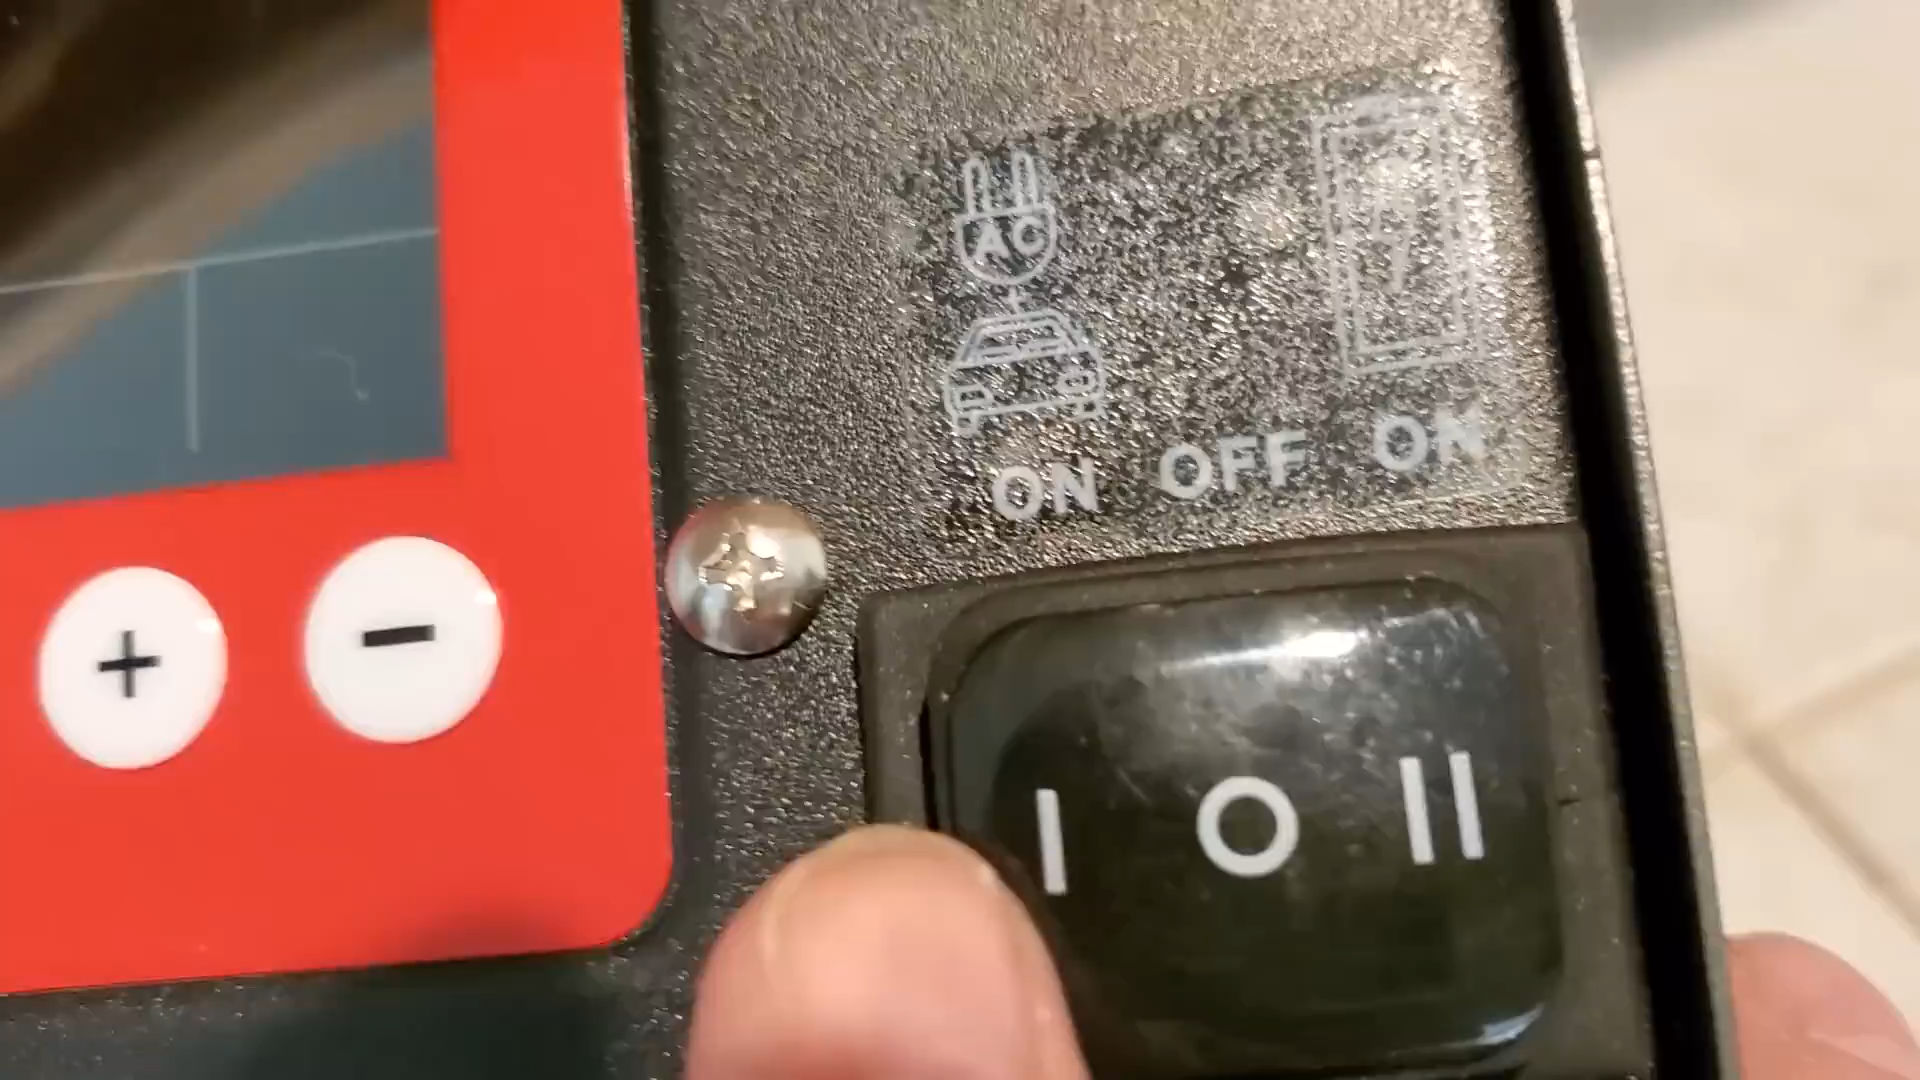 AC
ON OFF ON
+ −
I O II